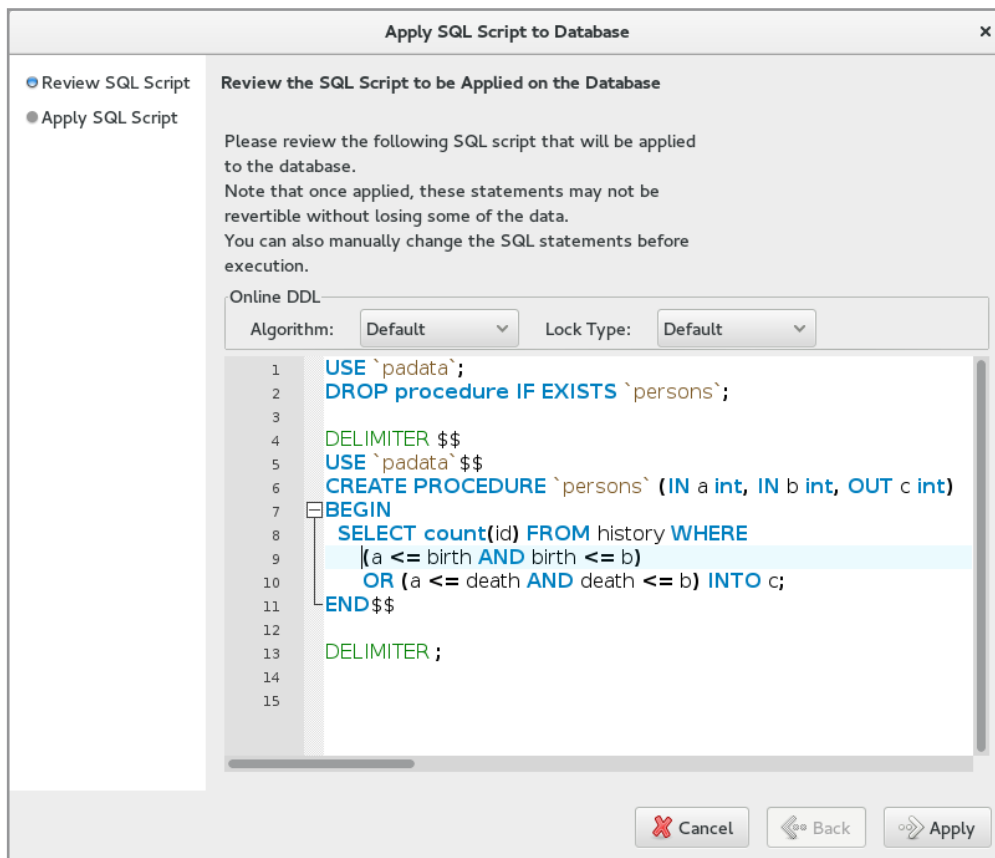 Apply SQL Script to Database
×
Review SQL Script
Apply SQL Script
Review the SQL Script to be Applied on the Database
Please review the following SQL script that will be applied
to the database.
Note that once applied, these statements may not be
revertible without losing some of the data.
You can also manually change the SQL statements before
execution.
Online DDL
Algorithm: Default Lock Type: Default
1 USE `padata`;
2 DROP procedure IF EXISTS `persons`;
3
4 DELIMITER $$
5 USE `padata`$$
6 CREATE PROCEDURE `persons` (IN a int, IN b int, OUT c int)
7 BEGIN
8 SELECT count(id) FROM history WHERE
9 (a <= birth AND birth <= b)
10 OR (a <= death AND death <= b) INTO c;
11 END$$
12
13 DELIMITER ;
14
15
Cancel Back Apply